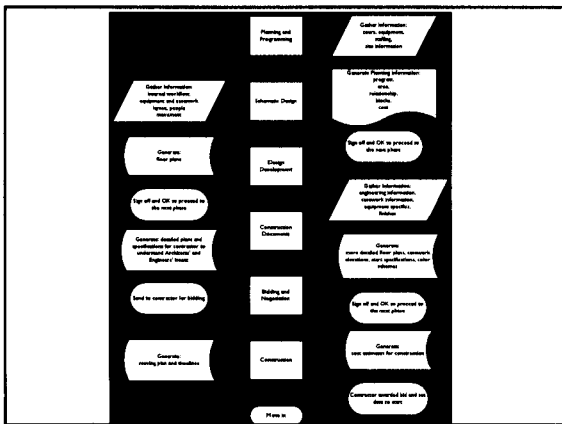 Planning and
Programming
Gather Information:
tours, equipment,
staffing,
site information
Gather Information:
internal workflow,
equipment and casework
types, people
movement
Schematic Design
Generate Planning information:
program,
area,
relationship,
blocks,
cost
Generate:
floor plans
Design
Development
Sign off and OK to proceed to
the next phase
Sign off and OK to proceed to
the next phase
Gather Information:
engineering information,
casework information,
equipment specifics,
finishes
Generate detailed plans and
specifications for contractor to
understand Architects' and
Engineers' intent
Construction
Documents
Generate:
more detailed floor plans, casework
elevations, start specifications, color
schemes
Send to contractor for bidding
Bidding and
Negotiation
Sign off and OK to proceed to
the next phase
Generate:
moving plan and timelines
Construction
Generate:
cost estimates for construction
Contractor awarded bid and set
date to start
Move in